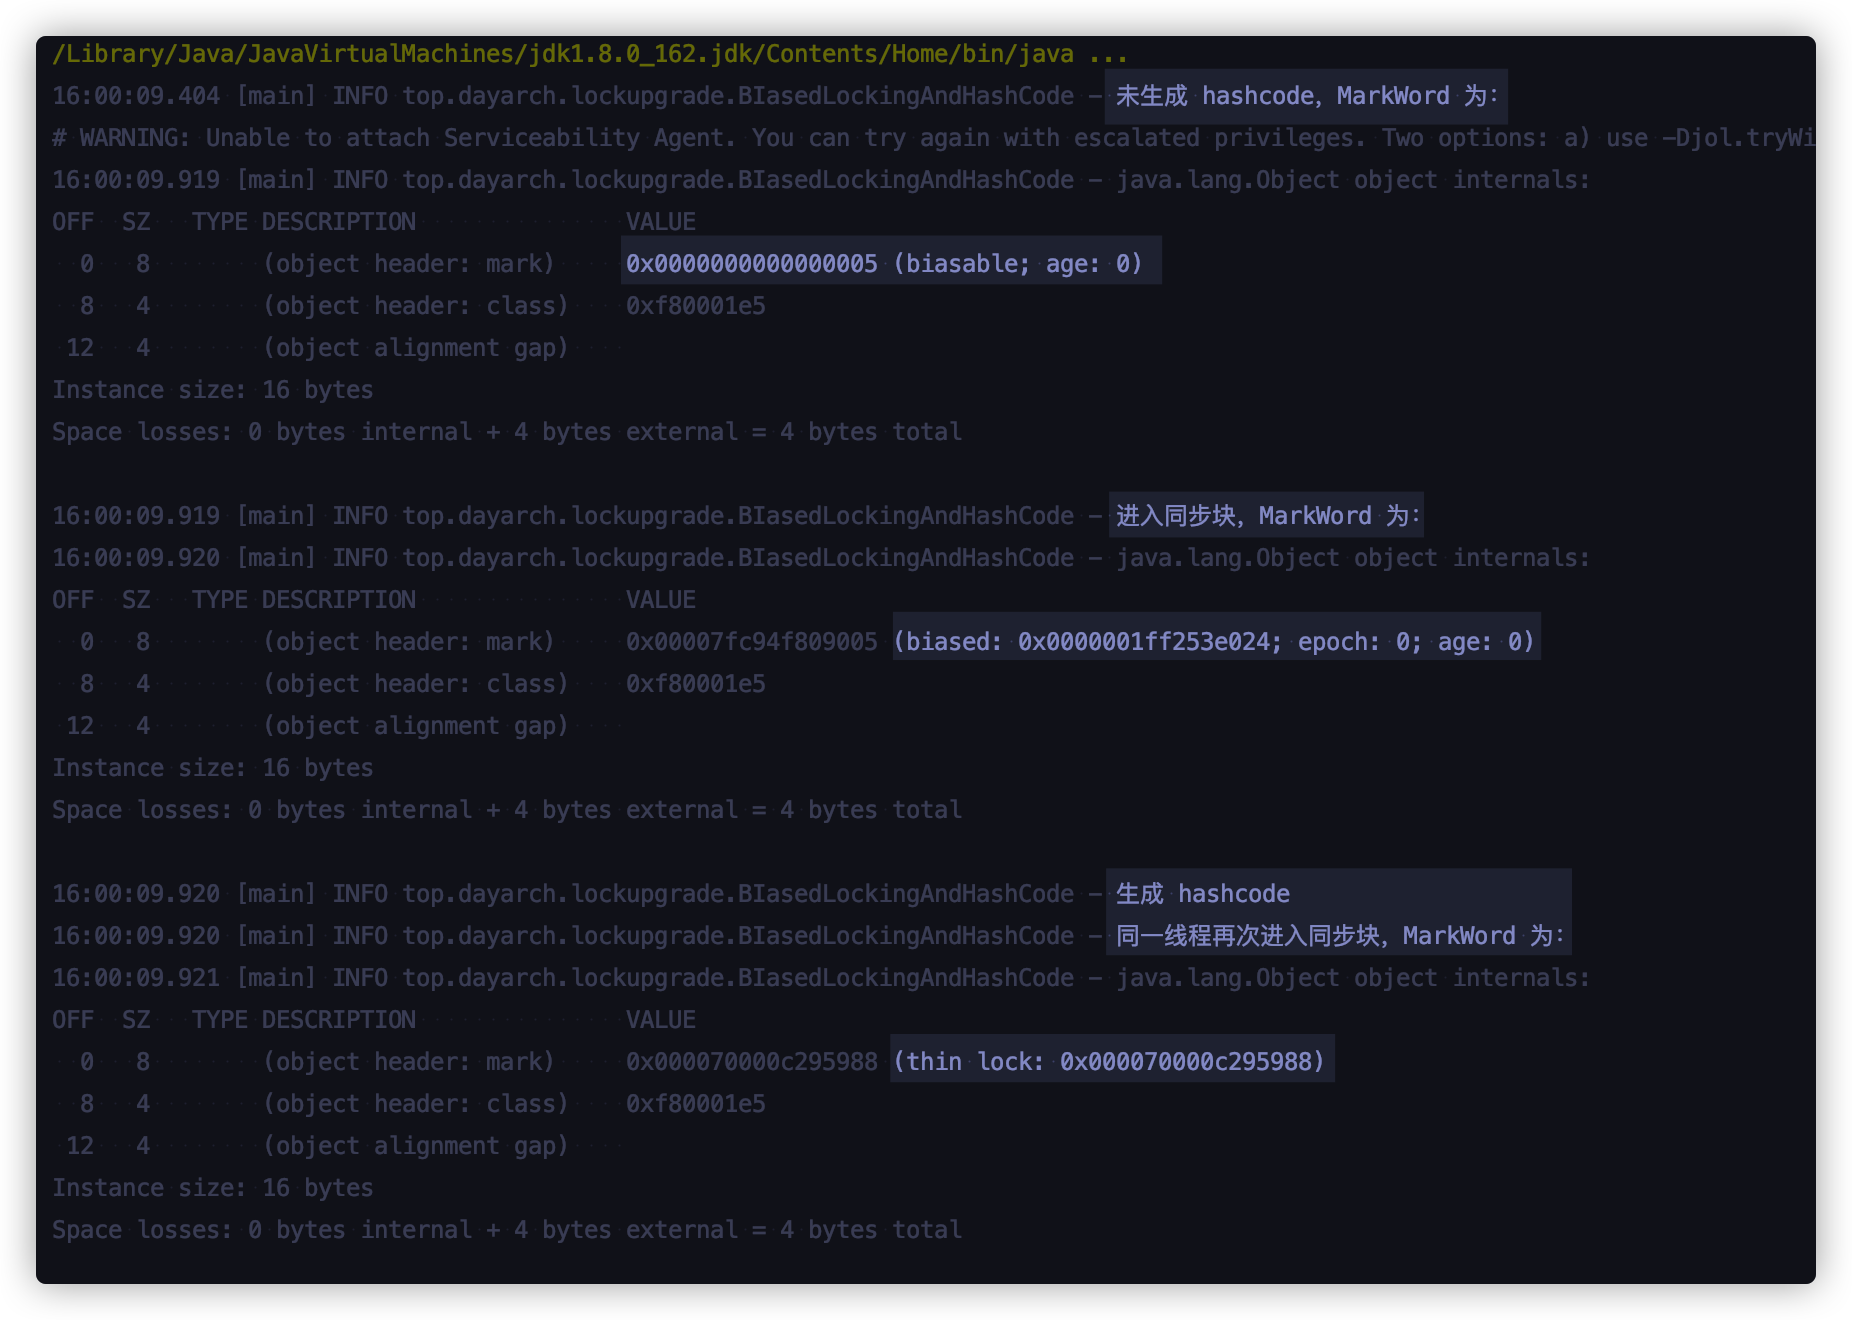 /Library/Java/JavaVirtualMachines/jdk1.8.0_162.jdk/Contents/Home/bin/java ...
16:00:09.404 [main] INFO top.dayarch.lockupgrade.BIasedLockingAndHashCode - 未生成 hashcode, MarkWord 为:
# WARNING: Unable to attach Serviceability Agent. You can try again with escalated privileges. Two options: a) use -Djol.tryWi
16:00:09.919 [main] INFO top.dayarch.lockupgrade.BIasedLockingAndHashCode - java.lang.Object object internals:
OFF  SZ   TYPE DESCRIPTION               VALUE
  0   8        (object header: mark)     0x0000000000000005 (biasable; age: 0)
  8   4        (object header: class)    0xf80001e5
 12   4        (object alignment gap)
Instance size: 16 bytes
Space losses: 0 bytes internal + 4 bytes external = 4 bytes total
16:00:09.919 [main] INFO top.dayarch.lockupgrade.BIasedLockingAndHashCode - 进入同步块, MarkWord 为:
16:00:09.920 [main] INFO top.dayarch.lockupgrade.BIasedLockingAndHashCode - java.lang.Object object internals:
OFF  SZ   TYPE DESCRIPTION               VALUE
  0   8        (object header: mark)     0x00007fc94f809005 (biased: 0x0000001ff253e024; epoch: 0; age: 0)
  8   4        (object header: class)    0xf80001e5
 12   4        (object alignment gap)
Instance size: 16 bytes
Space losses: 0 bytes internal + 4 bytes external = 4 bytes total
16:00:09.920 [main] INFO top.dayarch.lockupgrade.BIasedLockingAndHashCode - 生成 hashcode
16:00:09.920 [main] INFO top.dayarch.lockupgrade.BIasedLockingAndHashCode - 同一线程再次进入同步块, MarkWord 为:
16:00:09.921 [main] INFO top.dayarch.lockupgrade.BIasedLockingAndHashCode - java.lang.Object object internals:
OFF  SZ   TYPE DESCRIPTION               VALUE
  0   8        (object header: mark)     0x000070000c295988 (thin lock: 0x000070000c295988)
  8   4        (object header: class)    0xf80001e5
 12   4        (object alignment gap)
Instance size: 16 bytes
Space losses: 0 bytes internal + 4 bytes external = 4 bytes total